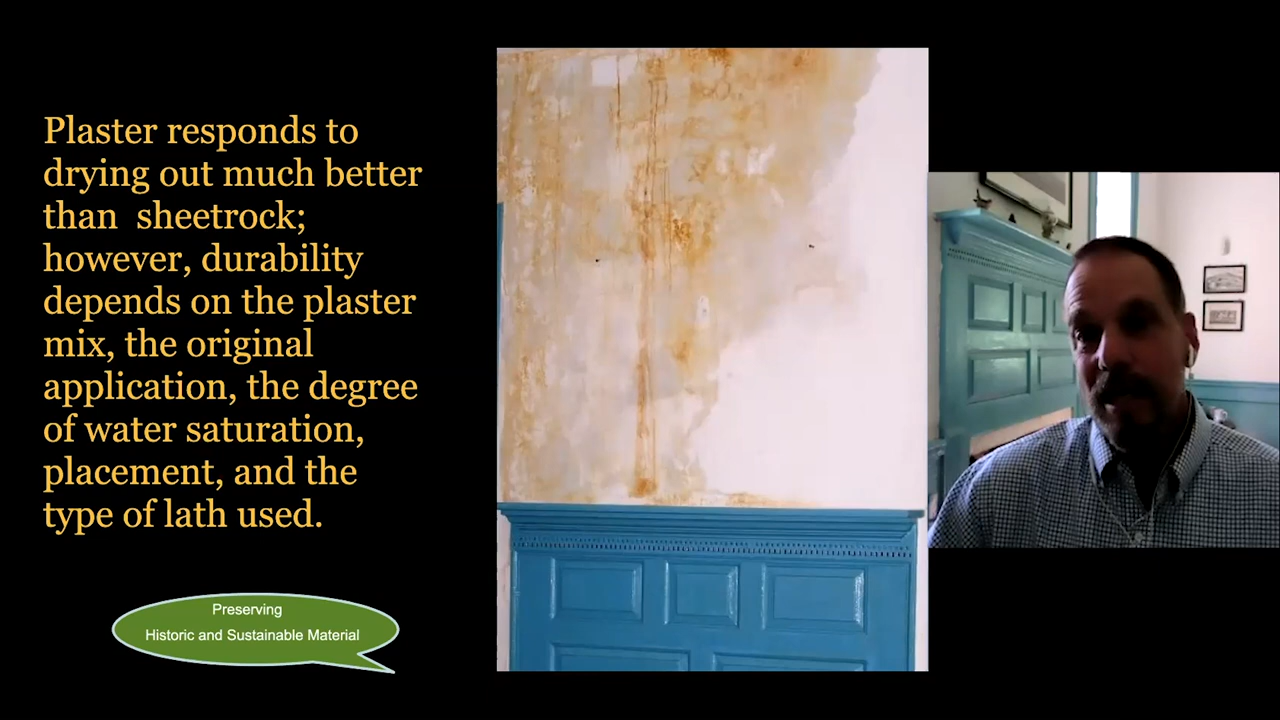 Plaster responds to
drying out much better
than  sheetrock;
however, durability
depends on the plaster
mix, the original
application, the degree
of water saturation,
placement, and the
type of lath used.
Preserving
Historic and Sustainable Material